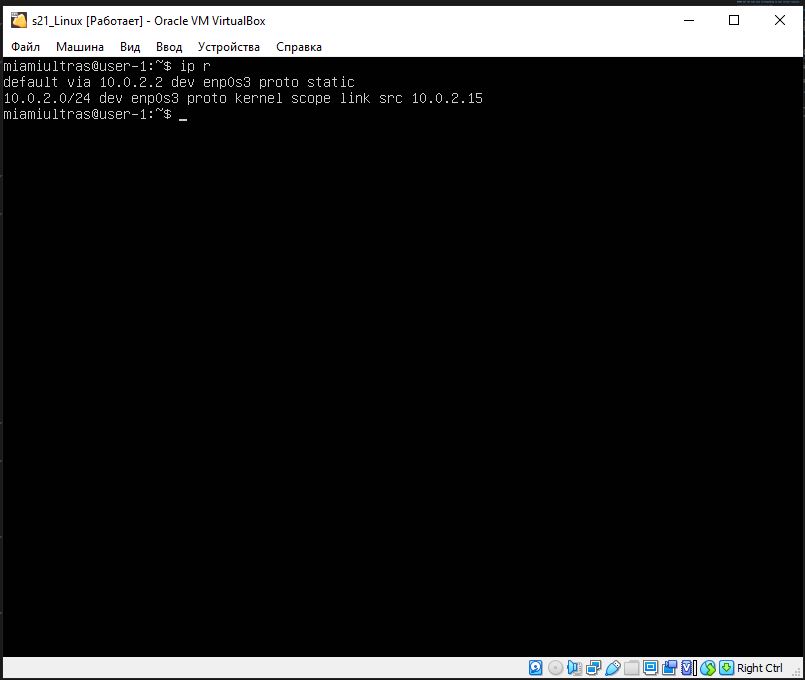 s21_Linux [Работает] - Oracle VM VirtualBox
Файл Машина Вид Ввод Устройства Справка
miamiultras@user-1:~$ ip r
default via 10.0.2.2 dev enp0s3 proto static
10.0.2.0/24 dev enp0s3 proto kernel scope link src 10.0.2.15
miamiultras@user-1:~$ _
Right Ctrl